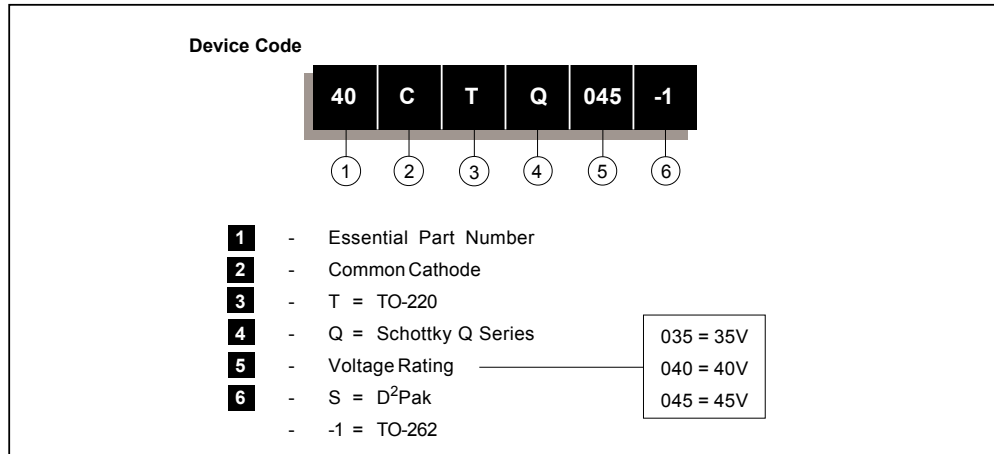 Device Code
40 C T Q 045 -1
1 2 3 4 5 6
1 - Essential Part Number
2 - Common Cathode
3 - T = TO-220
4 - Q = Schottky Q Series
035 = 35V
5 - Voltage Rating
040 = 40V
6 - S = D²Pak
045 = 45V
- -1 = TO-262